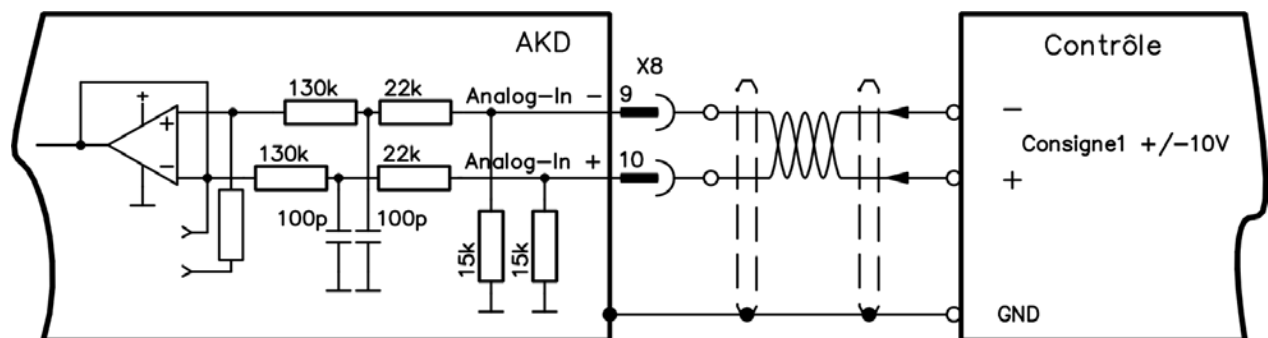 AKD
X8
Contrôle
130k
22k
Analog-In -
9
-
+
+
130k
22k
Analog-In +
10
Consigne1 +/-10V
-
+
100p
100p
15k
15k
GND